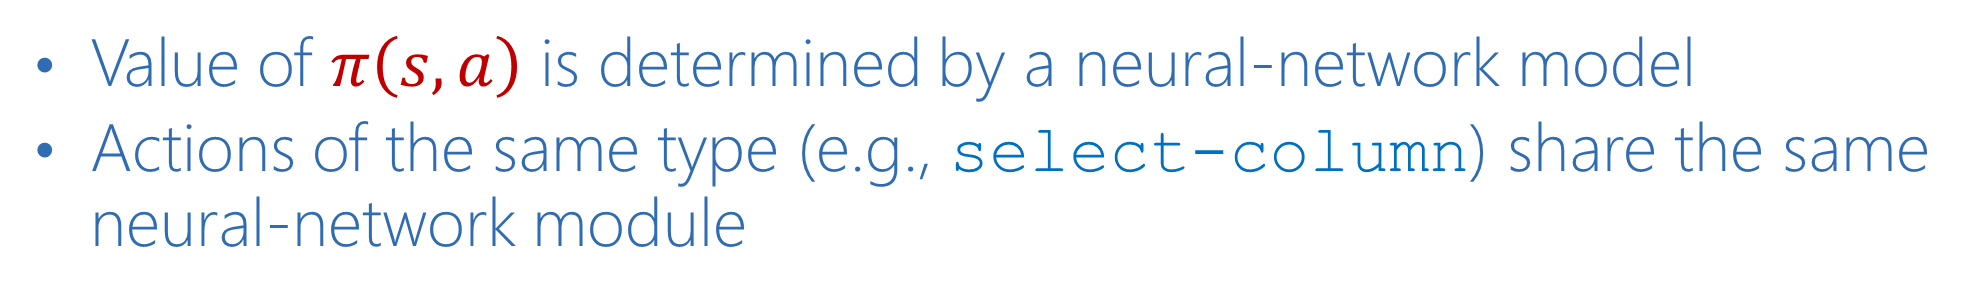 • Value of π(s, a) is determined by a neural-network model
• Actions of the same type (e.g., select-column) share the same
neural-network module